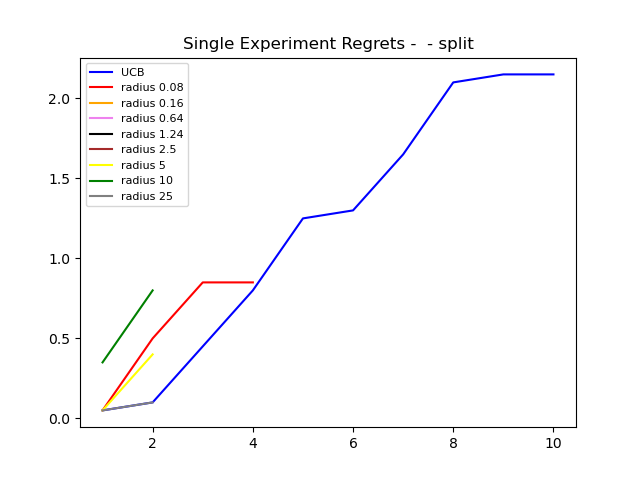 Single Experiment Regrets -  - split
UCB
radius 0.08
radius 0.16
radius 0.64
radius 1.24
radius 2.5
radius 5
radius 10
radius 25
2.0
1.5
1.0
0.5
0.0
2 4 6 8 10